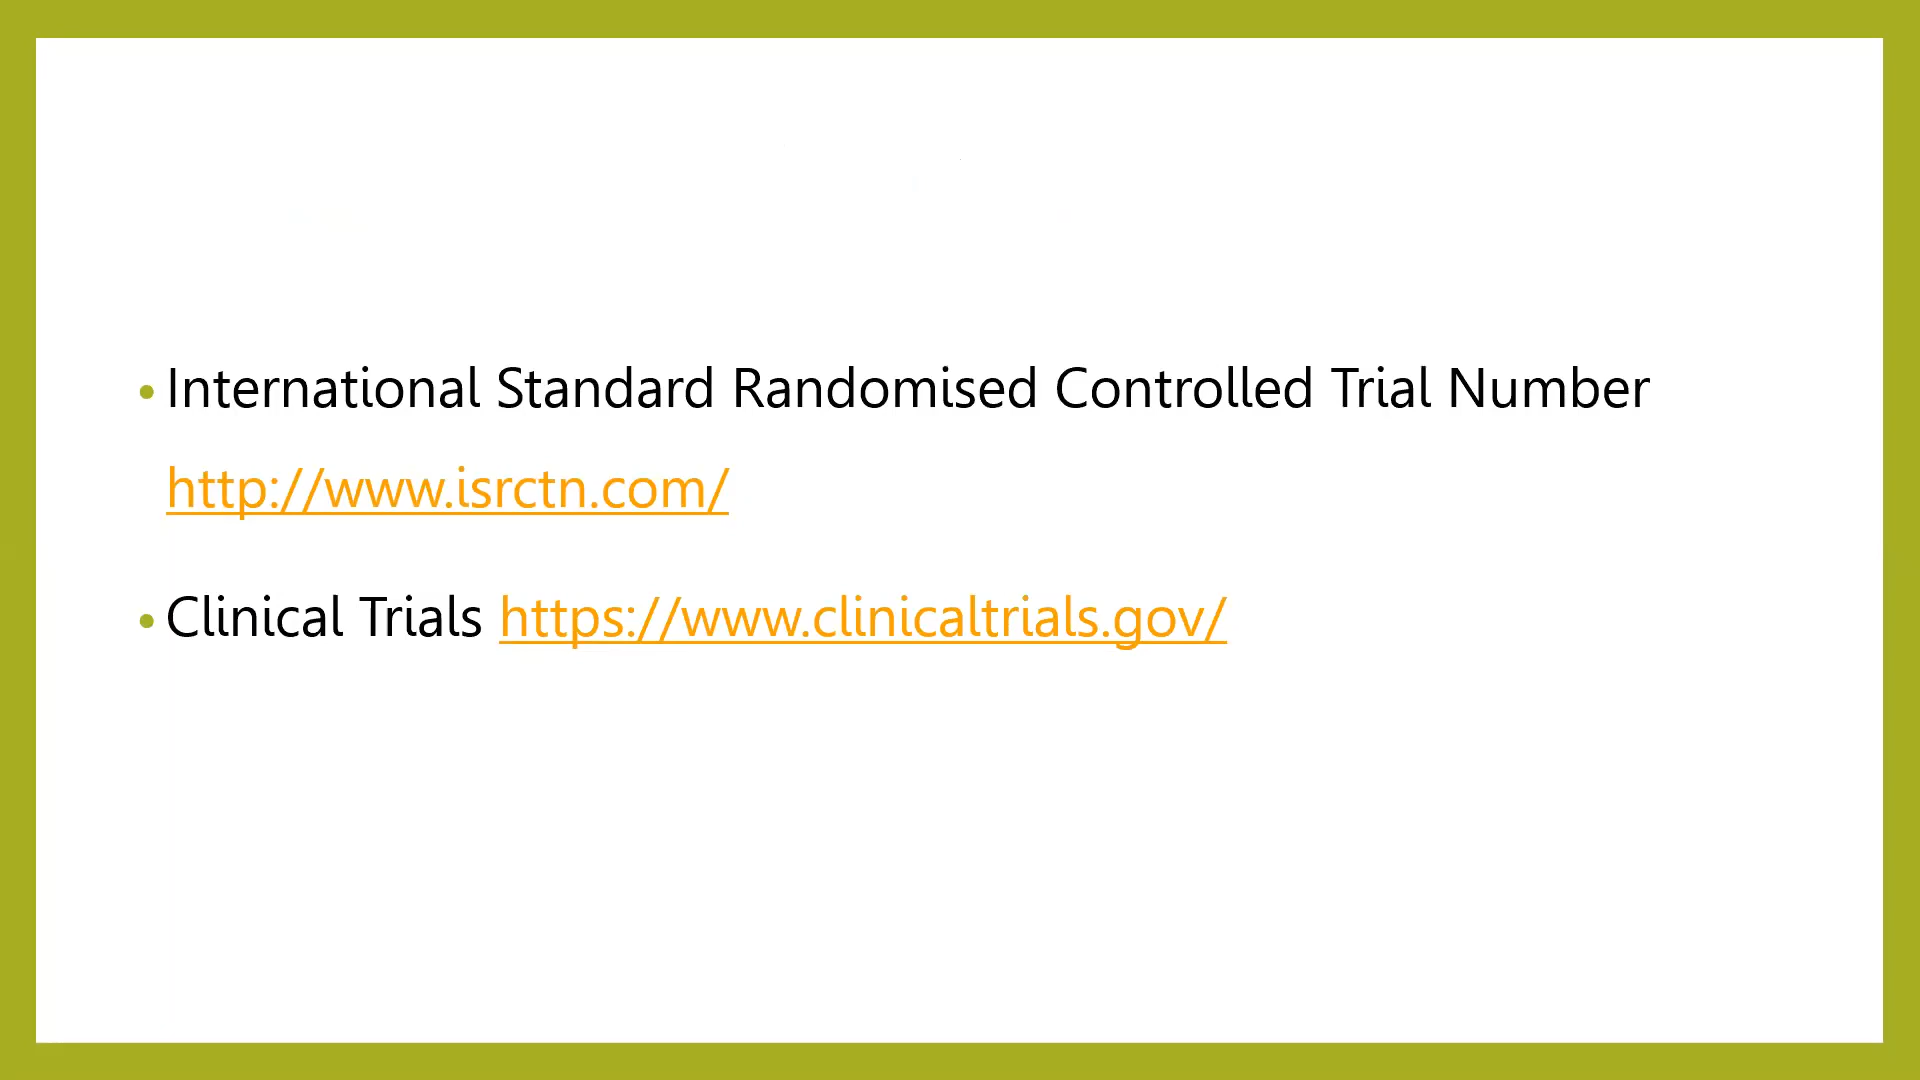 • International Standard Randomised Controlled Trial Number
http://www.isrctn.com/
• Clinical Trials https://www.clinicaltrials.gov/